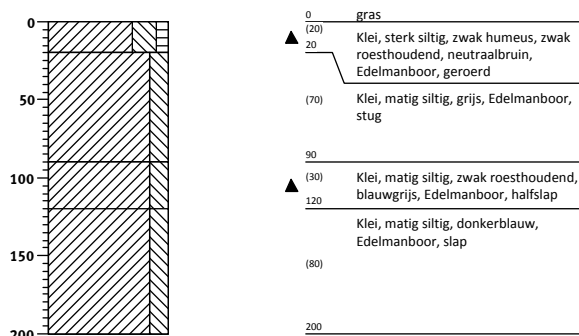 0
50
100
150
200
0 gras
(20) Klei, sterk siltig, zwak humeus, zwak
20 roesthoudend, neutraalbruin,
Edelmanboor, geroerd
(70) Klei, matig siltig, grijs, Edelmanboor,
stug
90
(30) Klei, matig siltig, zwak roesthoudend,
120 blauwgrijs, Edelmanboor, halfslap
Klei, matig siltig, donkerblauw,
Edelmanboor, slap
(80)
200